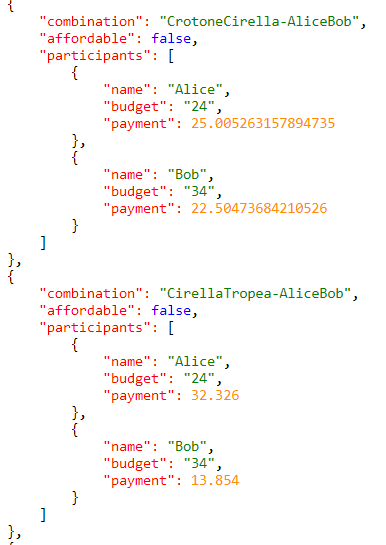 {
"combination": "CrotoneCirella-AliceBob",
"affordable": false,
"participants": [
{
"name": "Alice",
"budget": "24",
"payment": 25.005263157894735
},
{
"name": "Bob",
"budget": "34",
"payment": 22.50473684210526
}
]
},
{
"combination": "CirellaTropea-AliceBob",
"affordable": false,
"participants": [
{
"name": "Alice",
"budget": "24",
"payment": 32.326
},
{
"name": "Bob",
"budget": "34",
"payment": 13.854
}
]
},